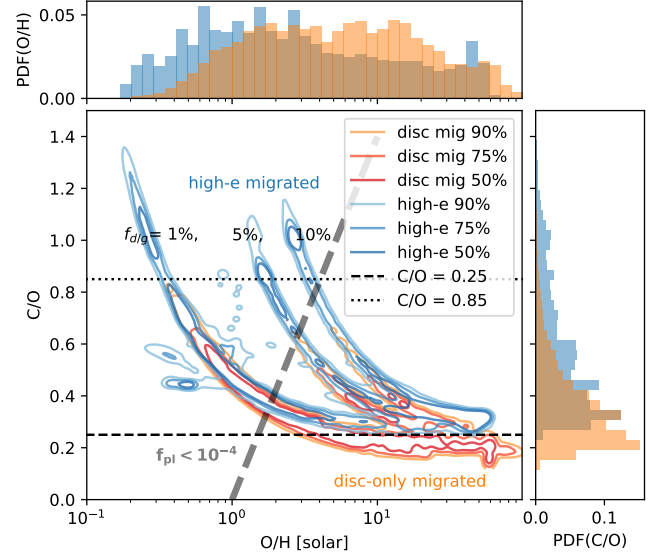 PDF(O/H)
0.05
0.00
C/O
1.4
1.2
1.0
0.8
0.6
0.4
0.2
0.0
high-e migrated
f_{d/g} = 1%, 5%, 10%
disc mig 90%
disc mig 75%
disc mig 50%
high-e 90%
high-e 75%
high-e 50%
C/O = 0.25
C/O = 0.85
f_{pl} < 10^{-4}
disc-only migrated
10^{-1} 10^{0} 10^{1}
O/H [solar]
0.0 0.1
PDF(C/O)